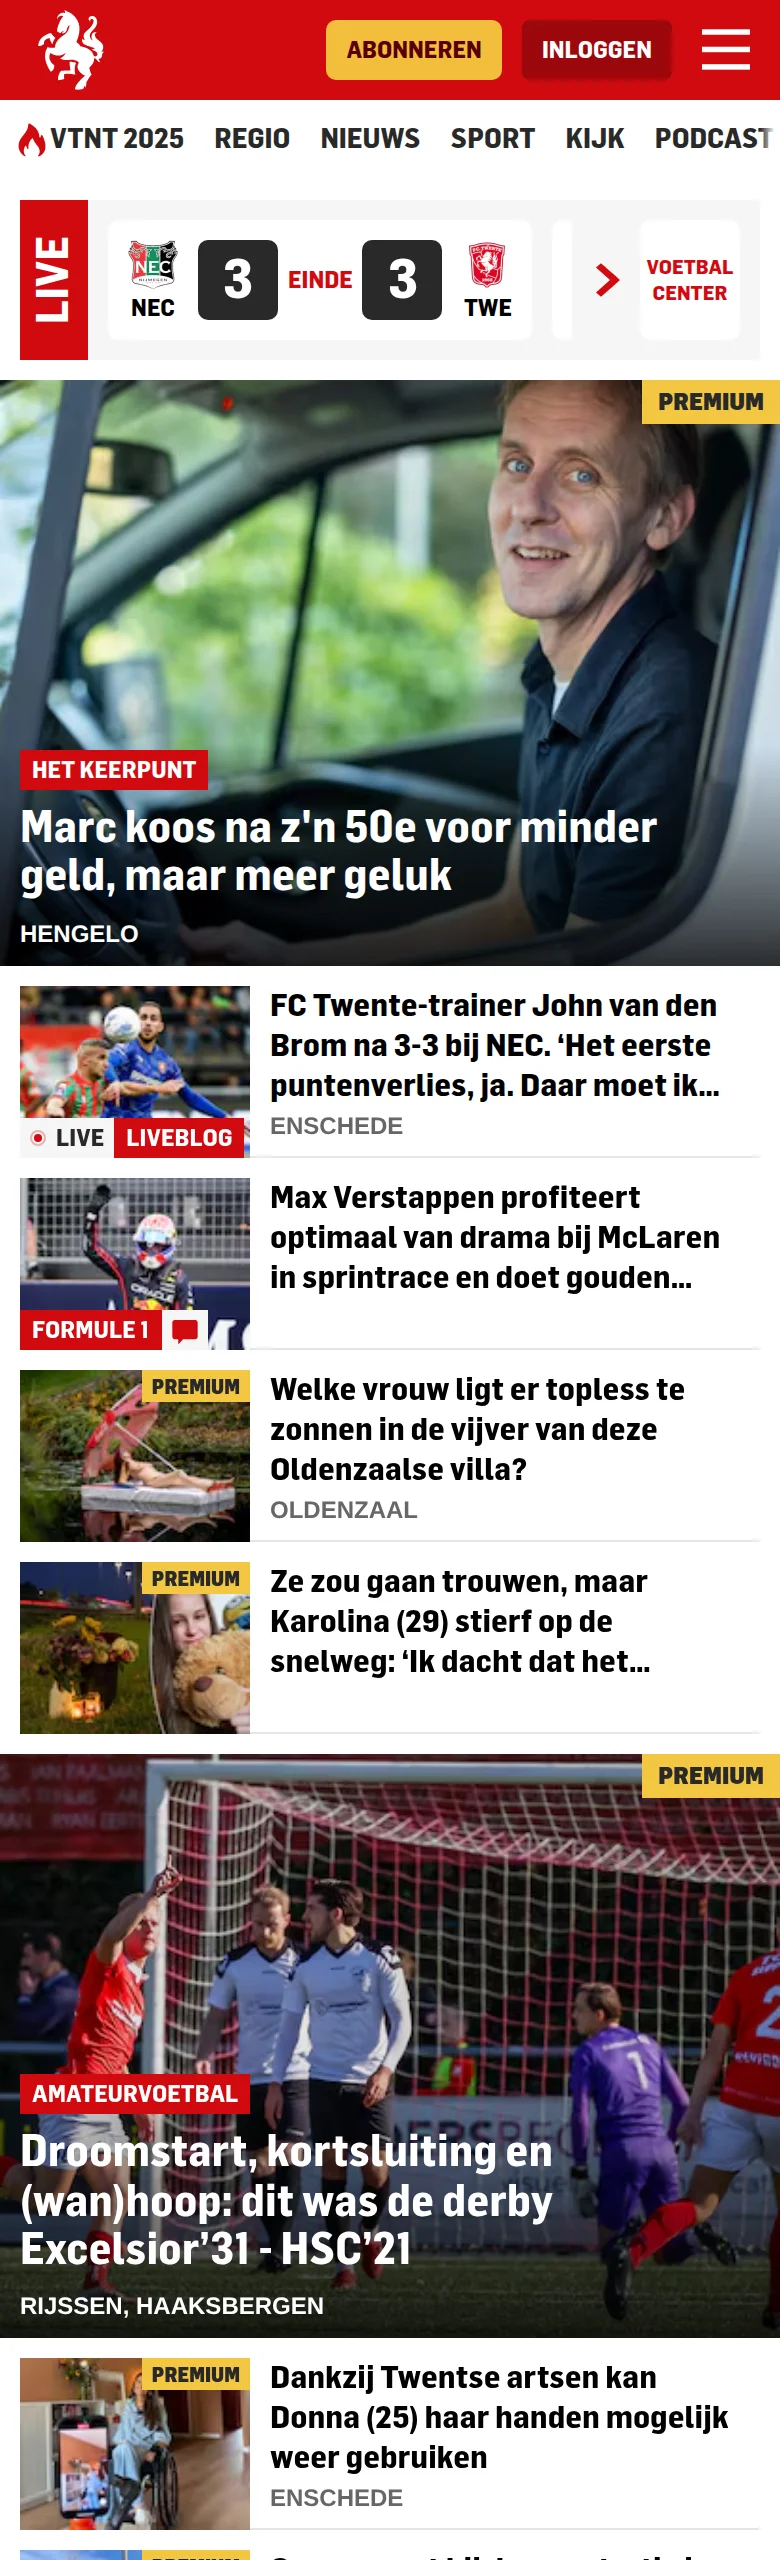 ABONNEREN
INLOGGEN
VTNT 2025 REGIO NIEUWS SPORT KIJK PODCAST
LIVE
NEC
NEC
3
EINDE
3
TWE
VOETBAL
CENTER
PREMIUM
HET KEERPUNT
Marc koos na z'n 50e voor minder
geld, maar meer geluk
HENGELO
FC Twente-trainer John van den
Brom na 3-3 bij NEC. ‘Het eerste
puntenverlies, ja. Daar moet ik...
LIVE LIVEBLOG
ENSCHEDE
Max Verstappen profiteert
optimaal van drama bij McLaren
in sprintrace en doet gouden...
ORACLE
FORMULE 1
PREMIUM
Welke vrouw ligt er topless te
zonnen in de vijver van deze
Oldenzaalse villa?
OLDENZAAL
PREMIUM
Ze zou gaan trouwen, maar
Karolina (29) stierf op de
snelweg: ‘Ik dacht dat het...
PREMIUM
1
2
AMATEURVOETBAL
Droomstart, kortsluiting en
(wan)hoop: dit was de derby
Excelsior’31 - HSC’21
RIJSSEN, HAAKSBERGEN
PREMIUM
Dankzij Twentse artsen kan
Donna (25) haar handen mogelijk
weer gebruiken
ENSCHEDE